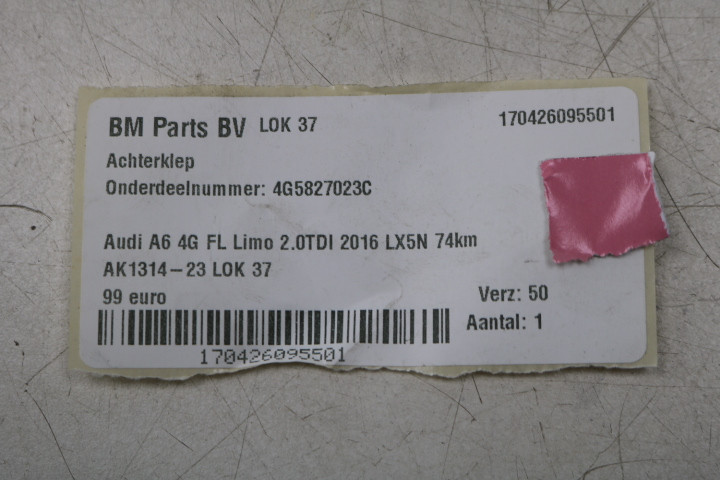 BM Parts BV LOK 37 170426095501
Achterklep
Onderdeelnummer: 4G5827023C
Audi A6 4G FL Limo 2.0TDI 2016 LX5N 74km
AK1314-23 LOK 37
99 euro Verz: 50
Aantal: 1
170426095501